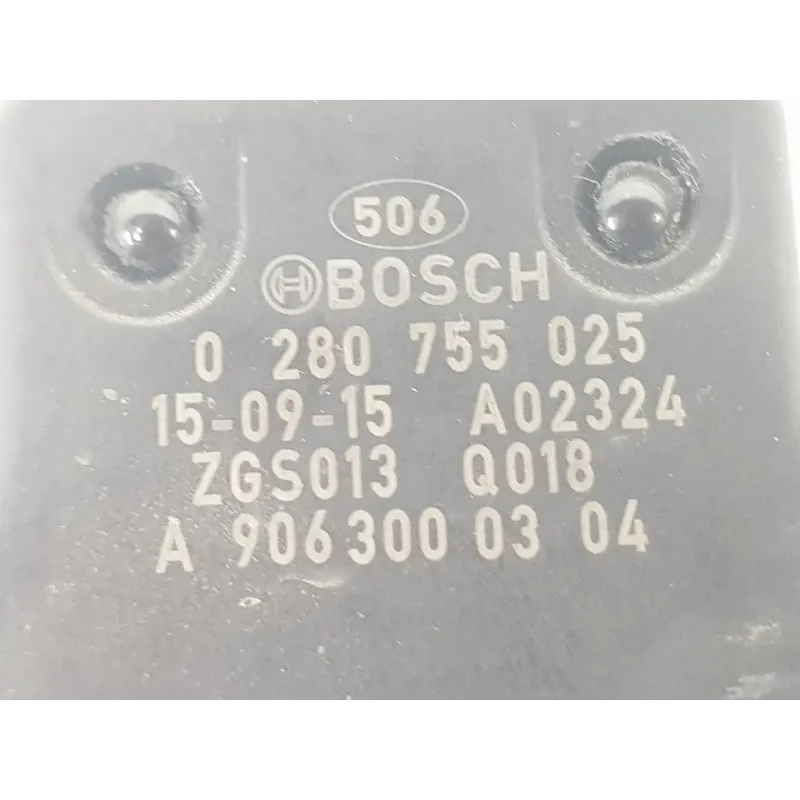 506
BOSCH
0 280 755 025
15-09-15 A02324
ZGS013 Q018
A 906 300 03 04